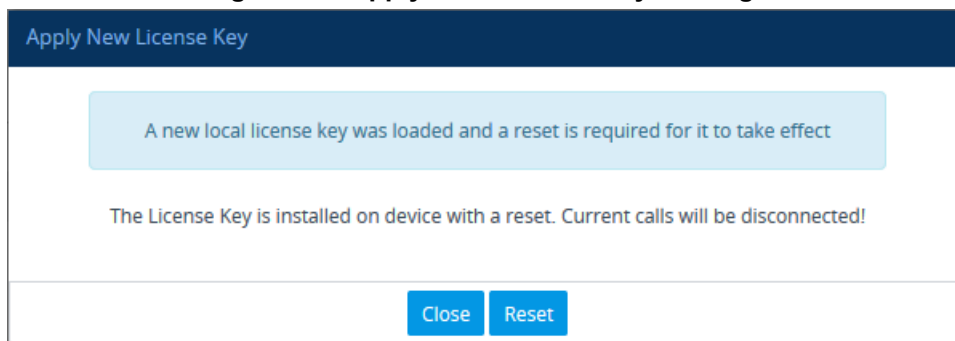 Apply New License Key
A new local license key was loaded and a reset is required for it to take effect
The License Key is installed on device with a reset. Current calls will be disconnected!
Close Reset